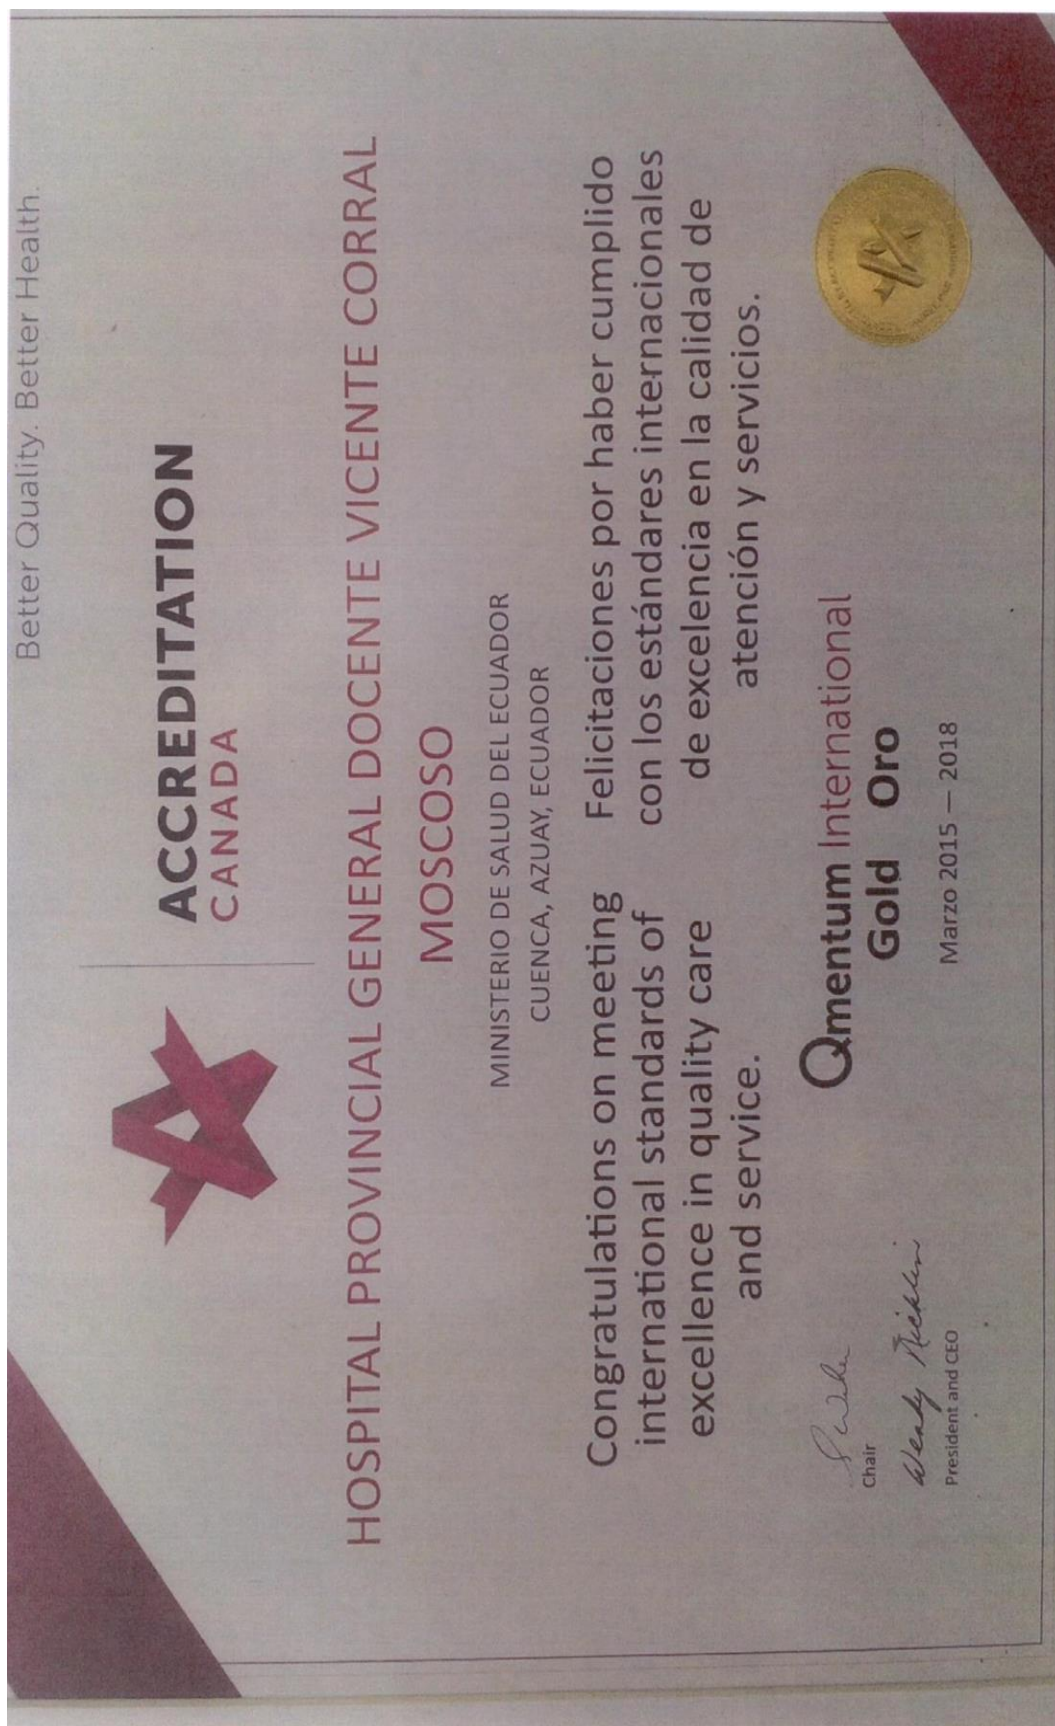 Better Quality. Better Health.
ACCREDITATION
CANADA
HOSPITAL PROVINCIAL GENERAL DOCENTE VICENTE CORRAL
MOSCOSO
MINISTERIO DE SALUD DEL ECUADOR
CUENCA, AZUAY, ECUADOR
Congratulations on meeting
international standards of
excellence in quality care
and service.
Felicitaciones por haber cumplido
con los estándares internacionales
de excelencia en la calidad de
atención y servicios.
Qmentum International
Gold Oro
Marzo 2015 – 2018
Chair
Wendy Nicklin
President and CEO